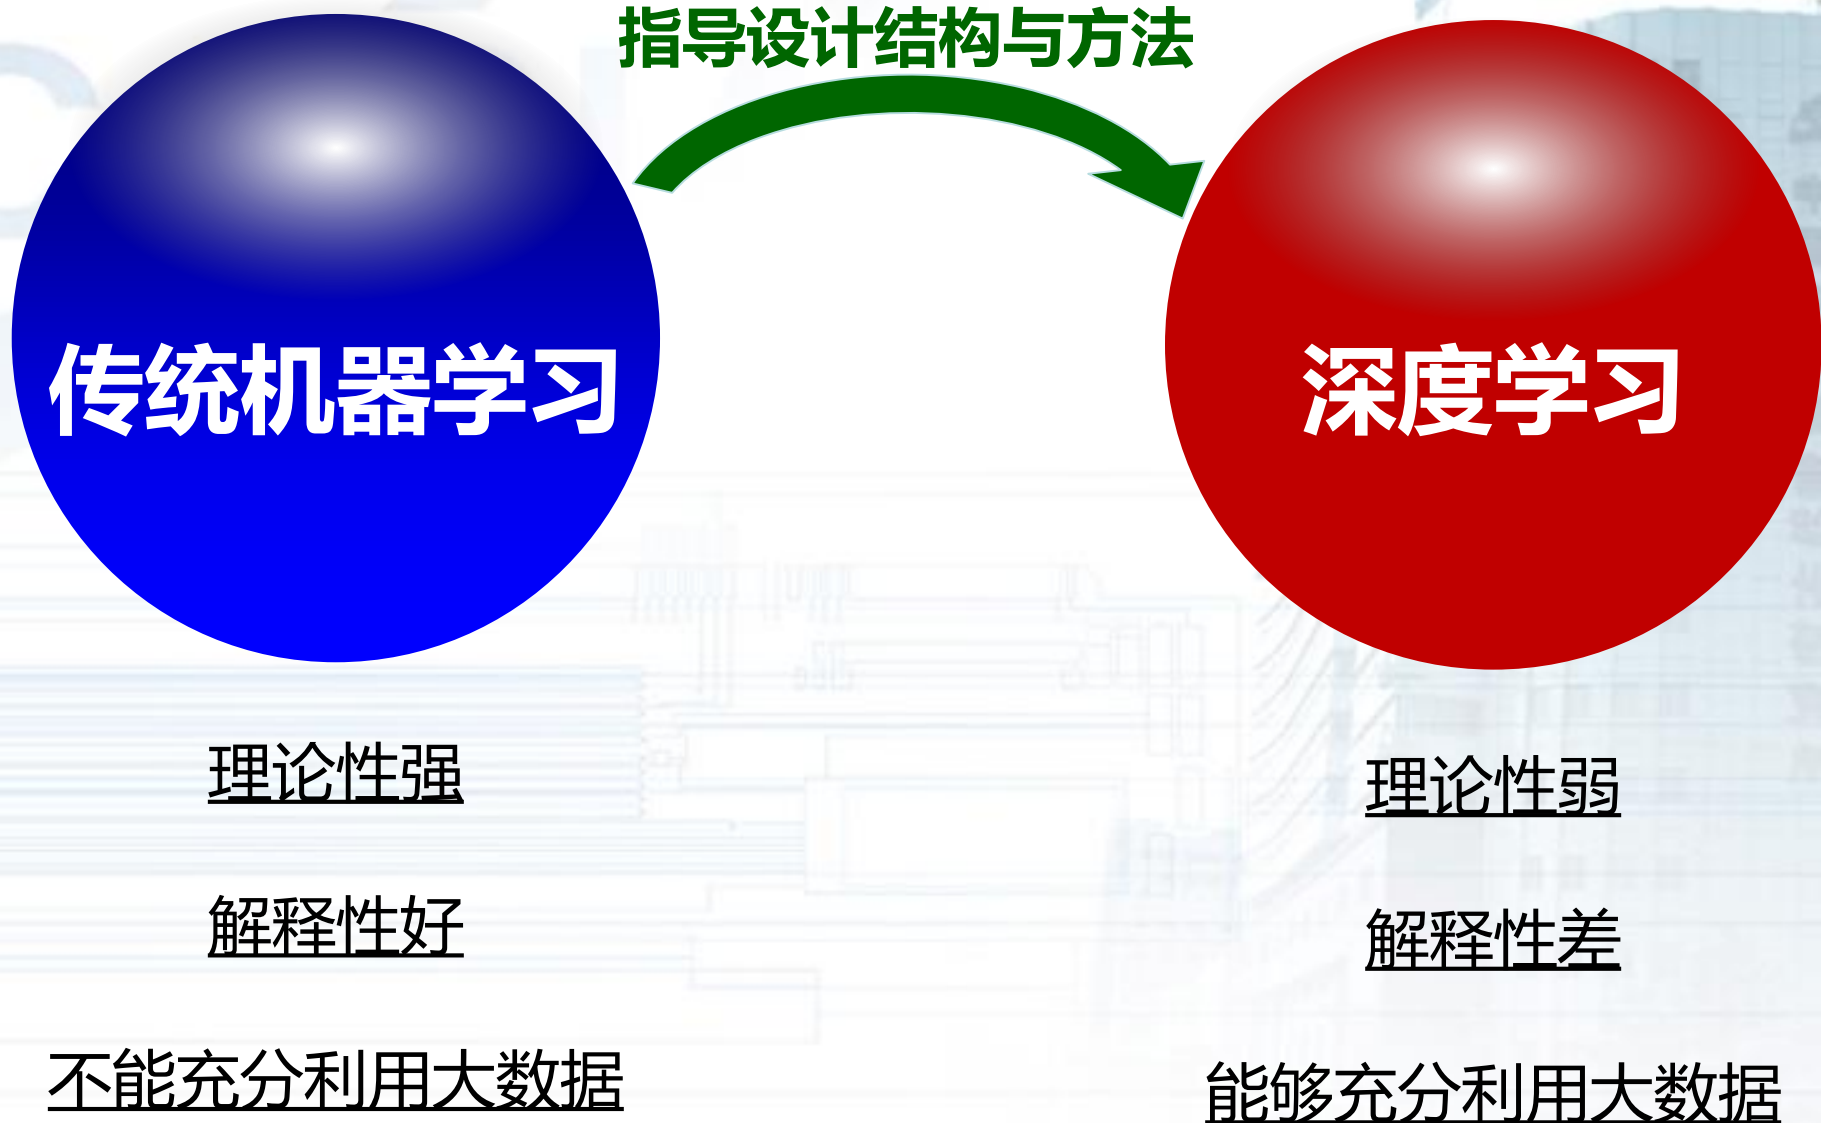 指导设计结构与方法
传统机器学习
深度学习
理论性强
解释性好
不能充分利用大数据
理论性弱
解释性差
能够充分利用大数据